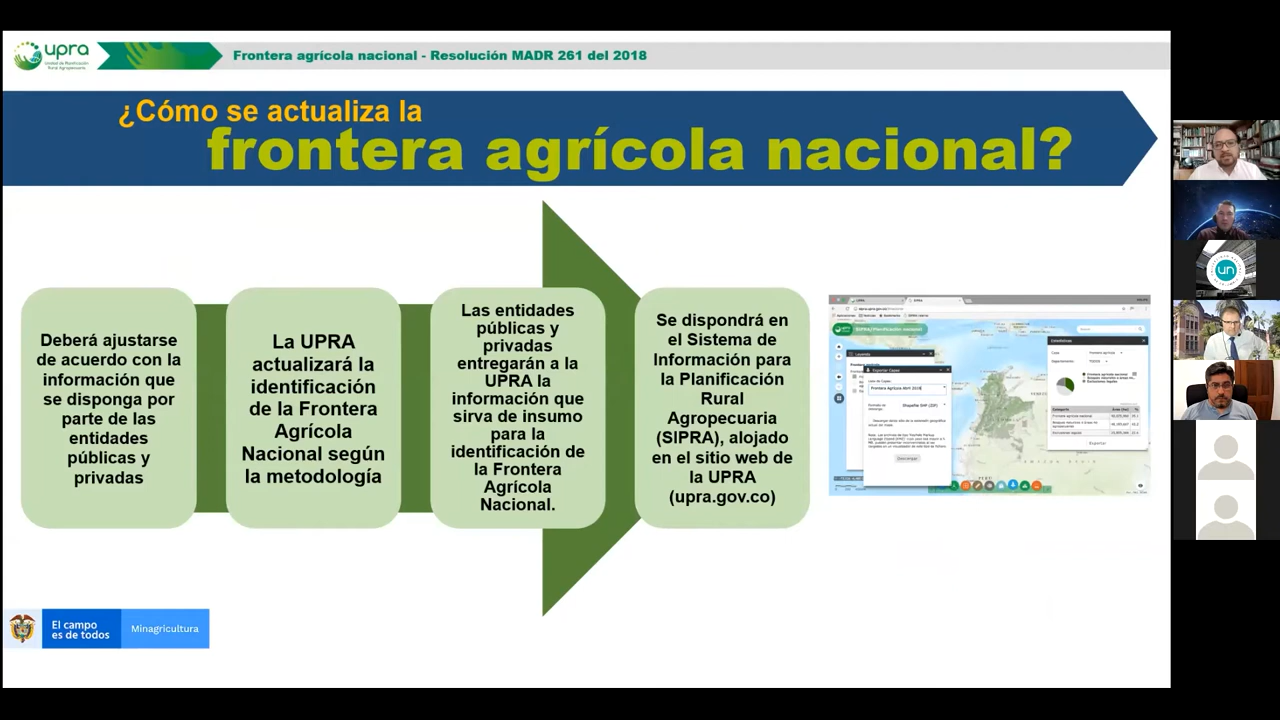 upra
Unidad de Planificación
Rural Agropecuaria
Frontera agrícola nacional - Resolución MADR 261 del 2018
¿Cómo se actualiza la
frontera agrícola nacional?
Deberá ajustarse
de acuerdo con la
información que
se disponga por
parte de las
entidades
públicas y
privadas
La UPRA
actualizará la
identificación
de la Frontera
Agrícola
Nacional según
la metodología
Las entidades
públicas y
privadas
entregarán a la
UPRA la
información que
sirva de insumo
para la
identificación de
la Frontera
Agrícola
Nacional.
Se dispondrá en
el Sistema de
Información para
la Planificación
Rural
Agropecuaria
(SIPRA), alojado
en el sitio web de
la UPRA
(upra.gov.co)
Exportar
Descargar
El campo
es de todos
Minagricultura
un